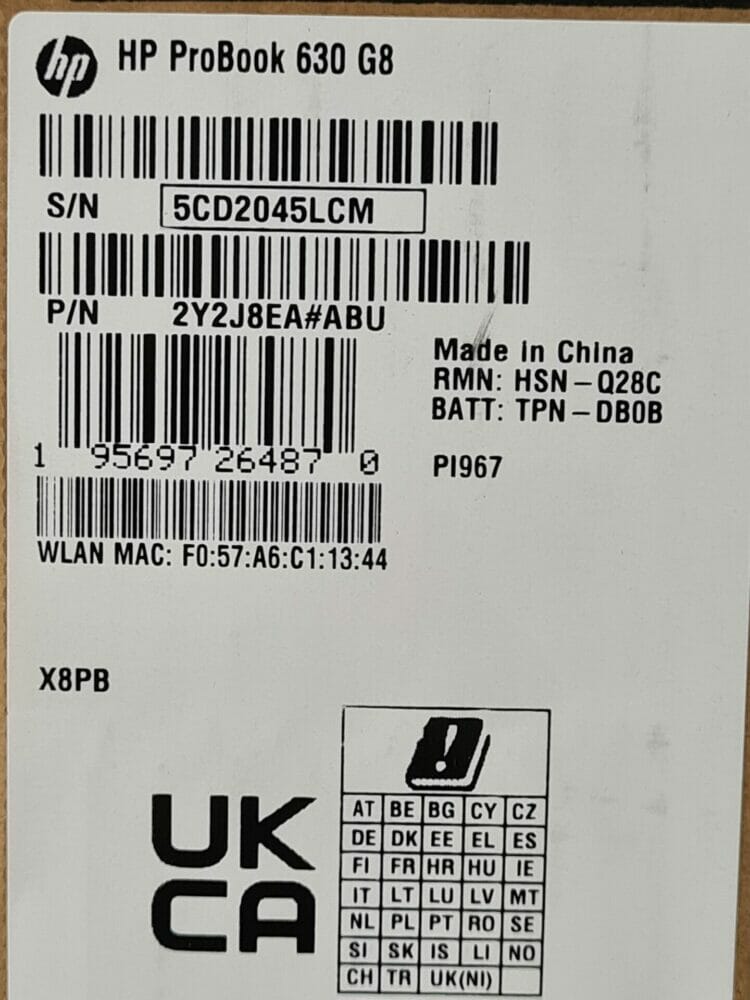 hp HP ProBook 630 G8
S/N 5CD2045LCM
P/N 2Y2J8EA#ABU
Made in China
RMN: HSN-Q28C
BATT: TPN-DB0B
1 95697 26487 0
PI967
WLAN MAC: F0:57:A6:C1:13:44
X8PB
UK
CA
!
AT BE BG CY CZ
DE DK EE EL ES
FI FR HR HU IE
IT LT LU LV MT
NL PL PT RO SE
SI SK IS LI NO
CH TR UK(NI)